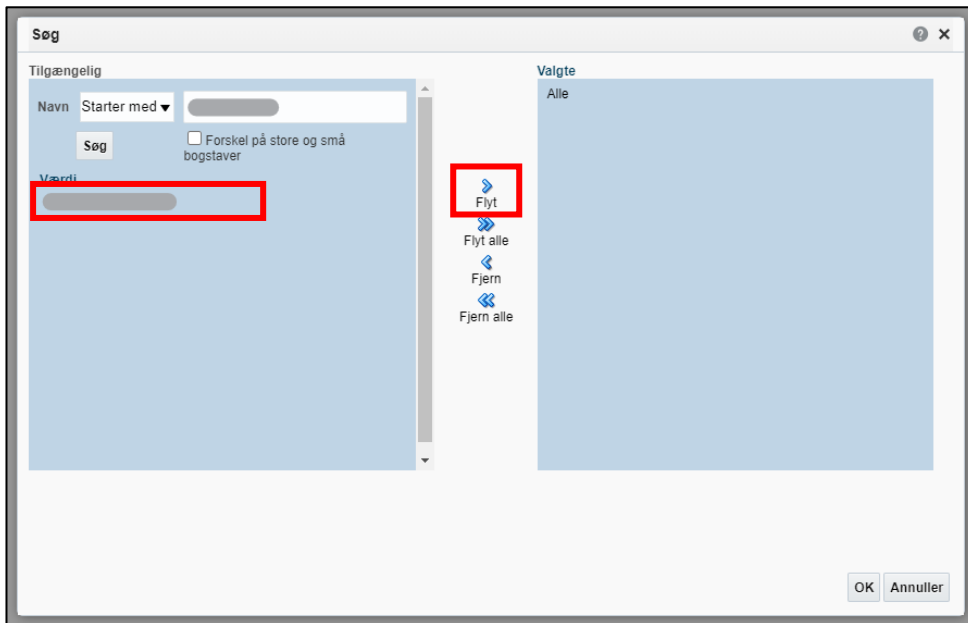 Søg
Tilgængelig
Navn Starter med
Søg
Forskel på store og små
bogstaver
Værdi
Flyt
Flyt alle
Fjern
Fjern alle
Valgte
Alle
OK Annuller